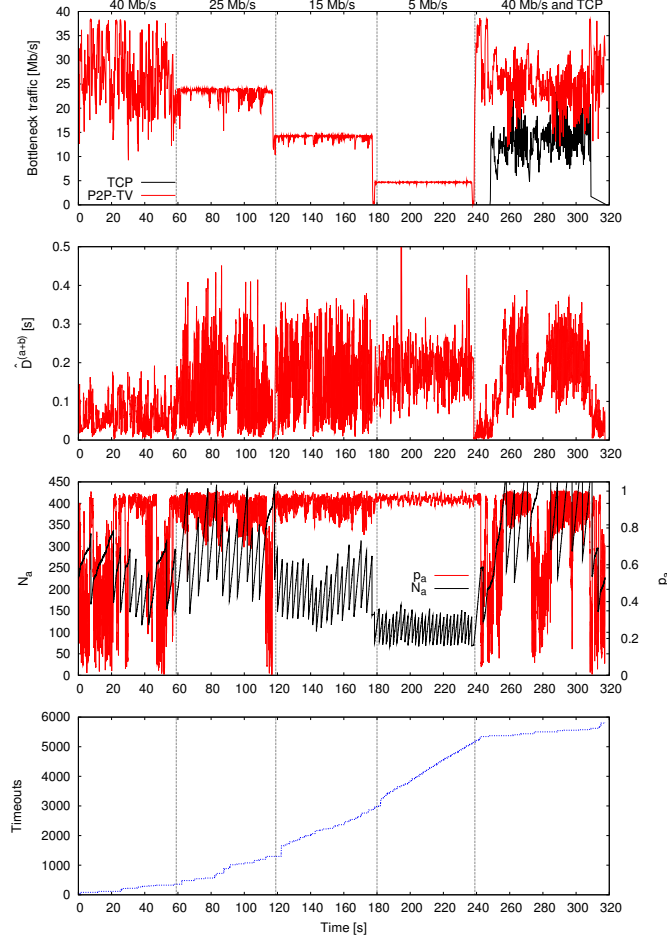 40 Mb/s 25 Mb/s 15 Mb/s 5 Mb/s 40 Mb/s and TCP
Bottleneck traffic [Mb/s]
40
35
30
25
20
15
10
5
0
TCP
P2P-TV
0 20 40 60 80 100 120 140 160 180 200 220 240 260 280 300 320
D̂(a+b) [s]
0.5
0.4
0.3
0.2
0.1
0
0 20 40 60 80 100 120 140 160 180 200 220 240 260 280 300 320
Na
450
400
350
300
250
200
150
100
50
0
pa
Na
1
0.8
0.6
0.4
0.2
0
pa
0 20 40 60 80 100 120 140 160 180 200 220 240 260 280 300 320
Timeouts
6000
5000
4000
3000
2000
1000
0
0 20 40 60 80 100 120 140 160 180 200 220 240 260 280 300 320
Time [s]